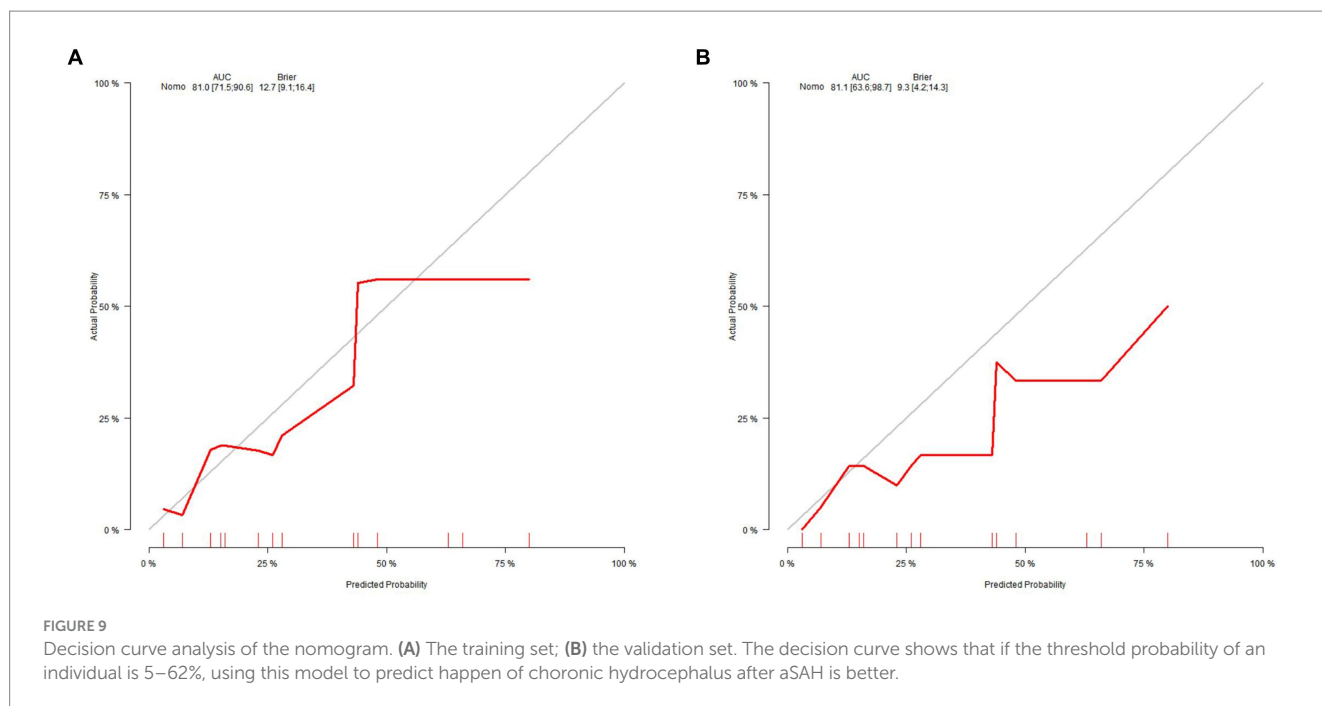 A
AUC Brier
Nomo 81.0 [71.5;90.6] 12.7 [9.1;16.4]
100 %
75 %
50 %
25 %
0 %
Actual Probability
0 % 25 % 50 % 75 % 100 %
Predicted Probability
B
AUC Brier
Nomo 81.1 [63.6;98.7] 9.3 [4.2;14.3]
100 %
75 %
50 %
25 %
0 %
Actual Probability
0 % 25 % 50 % 75 % 100 %
Predicted Probability
FIGURE 9
Decision curve analysis of the nomogram. (A) The training set; (B) the validation set. The decision curve shows that if the threshold probability of an
individual is 5–62%, using this model to predict happen of choronic hydrocephalus after aSAH is better.